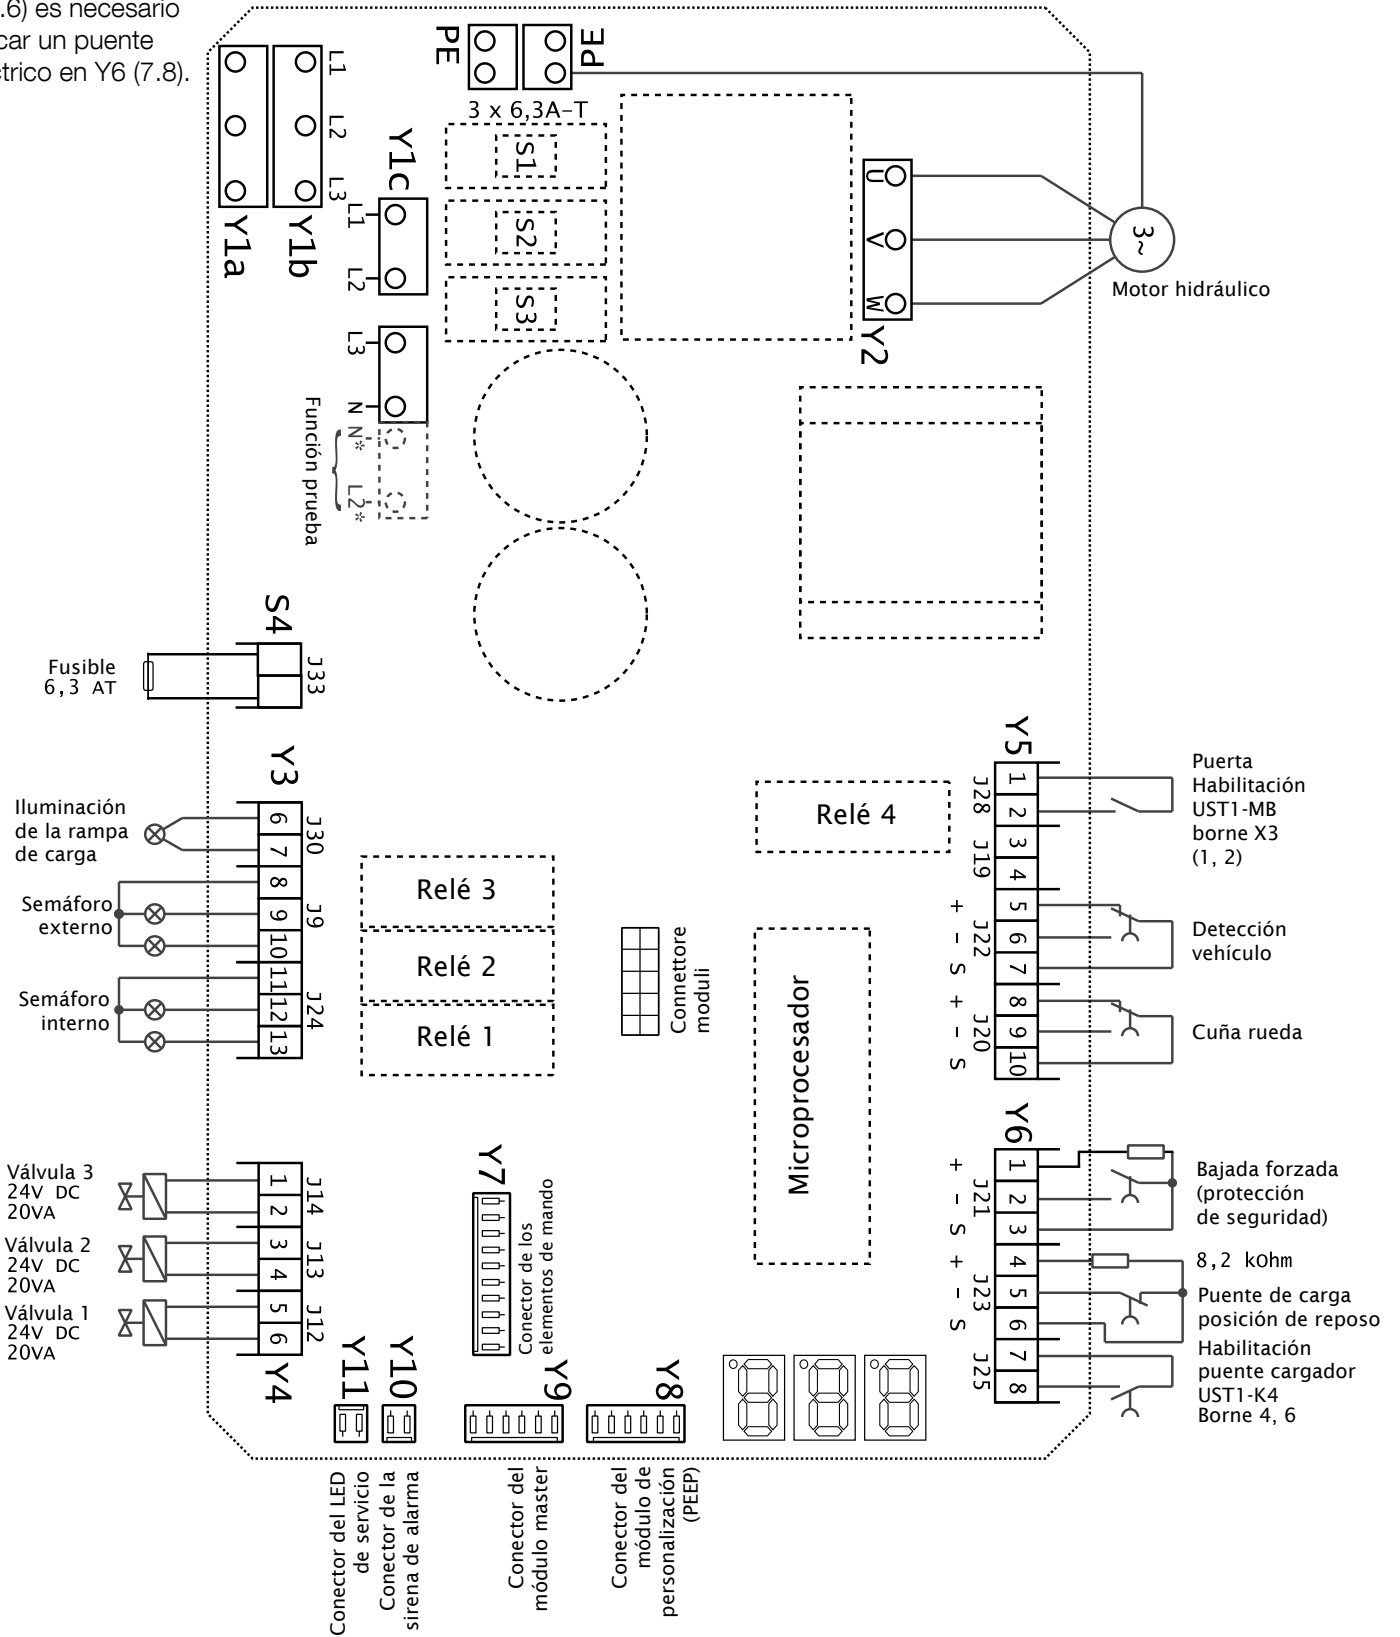 .6) es necesario
car un puente
ctrico en Y6 (7.8).
PE
PE
3 x 6,3A-T
L1
L2
L3
Y1a
Y1b
Y1c
L1
L2
L3
N
N*
L2*
Función prueba
S1
S2
S3
U
V
W
Y2
3~
Motor hidráulico
S4
J33
Fusible
6,3 AT
Y3
Iluminación
de la rampa
de carga
6
7
J30
Semáforo
externo
8
9
10
J9
Semáforo
interno
11
12
13
J24
Relé 4
Relé 3
Relé 2
Relé 1
Connettore
moduli
Microprocesador
Y5
1
2
J28
3
4
J19
+
-
S
5
6
7
J22
+
-
S
8
9
10
J20
Puerta
Habilitación
UST1-MB
borne X3
(1, 2)
Detección
vehículo
Cuña rueda
Y6
+
-
S
1
2
3
J21
+
-
S
4
5
6
J23
7
8
J25
Bajada forzada
(protección
de seguridad)
8,2 kOhm
Puente de carga
posición de reposo
Habilitación
puente cargador
UST1-K4
Borne 4, 6
Válvula 3
24V DC
20VA
1
2
J14
Válvula 2
24V DC
20VA
3
4
J13
Válvula 1
24V DC
20VA
5
6
J12
Y4
Y7
Conector de los
elementos de mando
Y11
Y10
Y9
Y8
Conector del LED
de servicio
Conector de la
sirena de alarma
Conector del
módulo master
Conector del
módulo de
personalización
(PEEP)